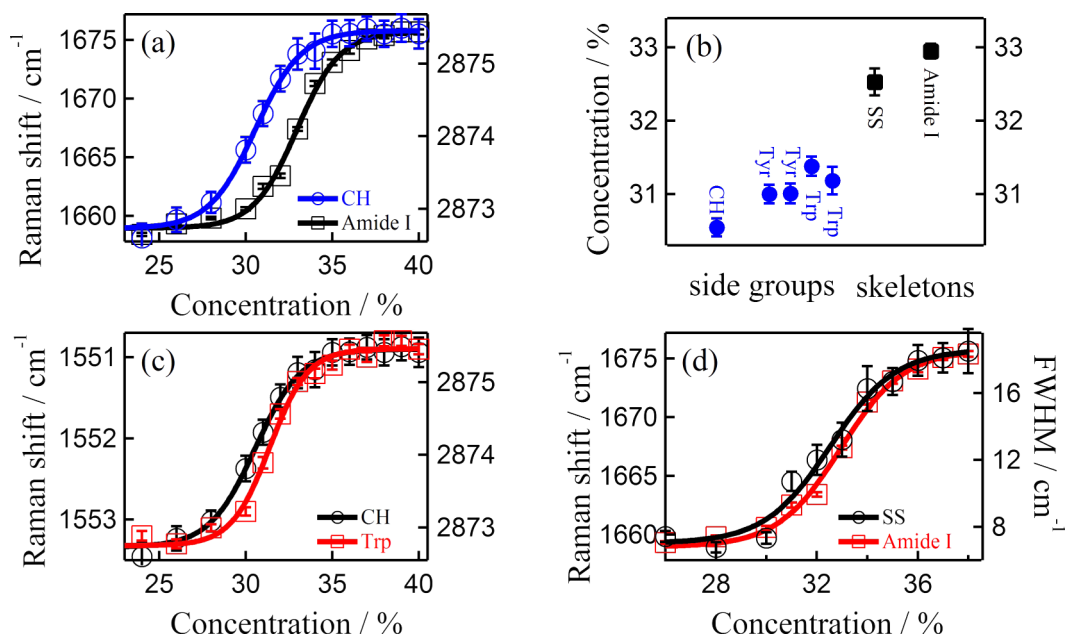 (a)
1675
1670
1665
1660
Raman shift / cm⁻¹
2875
2874
2873
CH
Amide I
25 30 35 40
Concentration / %
(b)
33
32
31
Concentration / %
33
32
31
CH
Tyr
Tyr
Trp
Trp
SS
Amide I
side groups skeletons
(c)
1551
1552
1553
Raman shift / cm⁻¹
2875
2874
2873
CH
Trp
25 30 35 40
Concentration / %
(d)
1675
1670
1665
1660
Raman shift / cm⁻¹
16
12
8
FWHM / cm⁻¹
SS
Amide I
28 32 36
Concentration / %